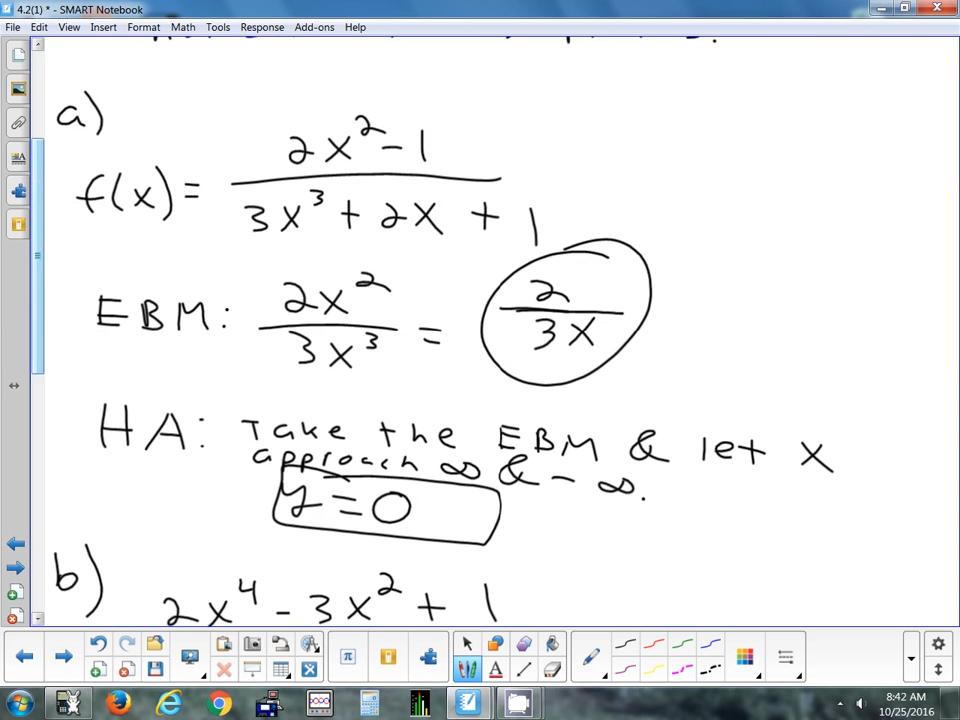 4.2(1) * - SMART Notebook
File Edit View Insert Format Math Tools Response Add-ons Help
a)
f(x) = (2x² - 1)/(3x³ + 2x + 1)
EBM: 2x²/3x³ = 2/3x
HA: Take the EBM & let x
approach ∞ & - ∞.
y = 0
b)
2x⁴ - 3x² + 1
8:42 AM
10/25/2016